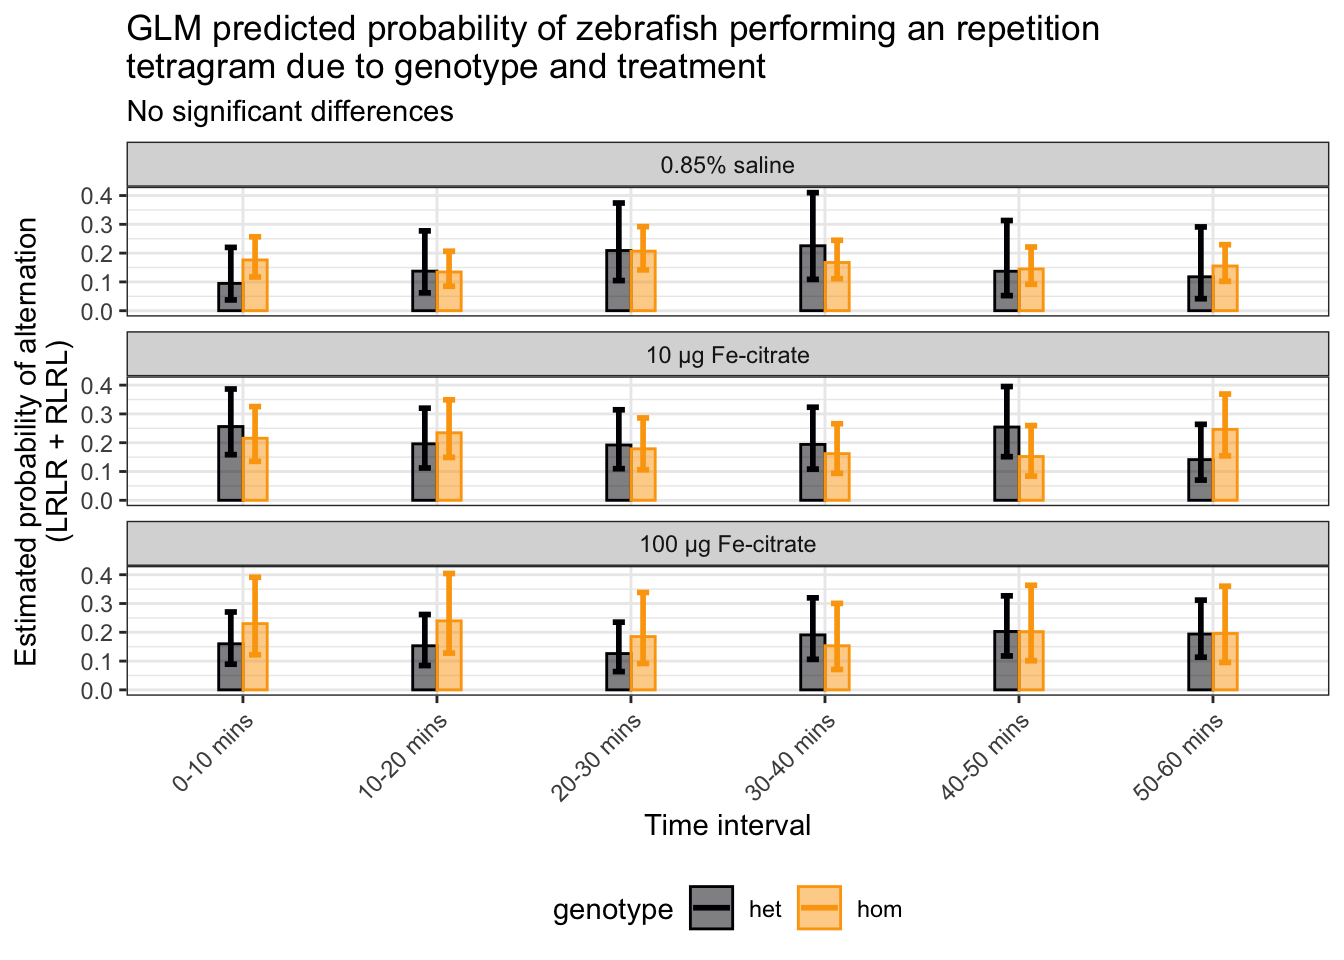 GLM predicted probability of zebrafish performing an repetition
tetragram due to genotype and treatment
No significant differences
Estimated probability of alternation
(LRLR + RLRL)
0.85% saline
0.4
0.3
0.2
0.1
0.0
10 µg Fe-citrate
0.4
0.3
0.2
0.1
0.0
100 µg Fe-citrate
0.4
0.3
0.2
0.1
0.0
0-10 mins
10-20 mins
20-30 mins
30-40 mins
40-50 mins
50-60 mins
Time interval
genotype het hom